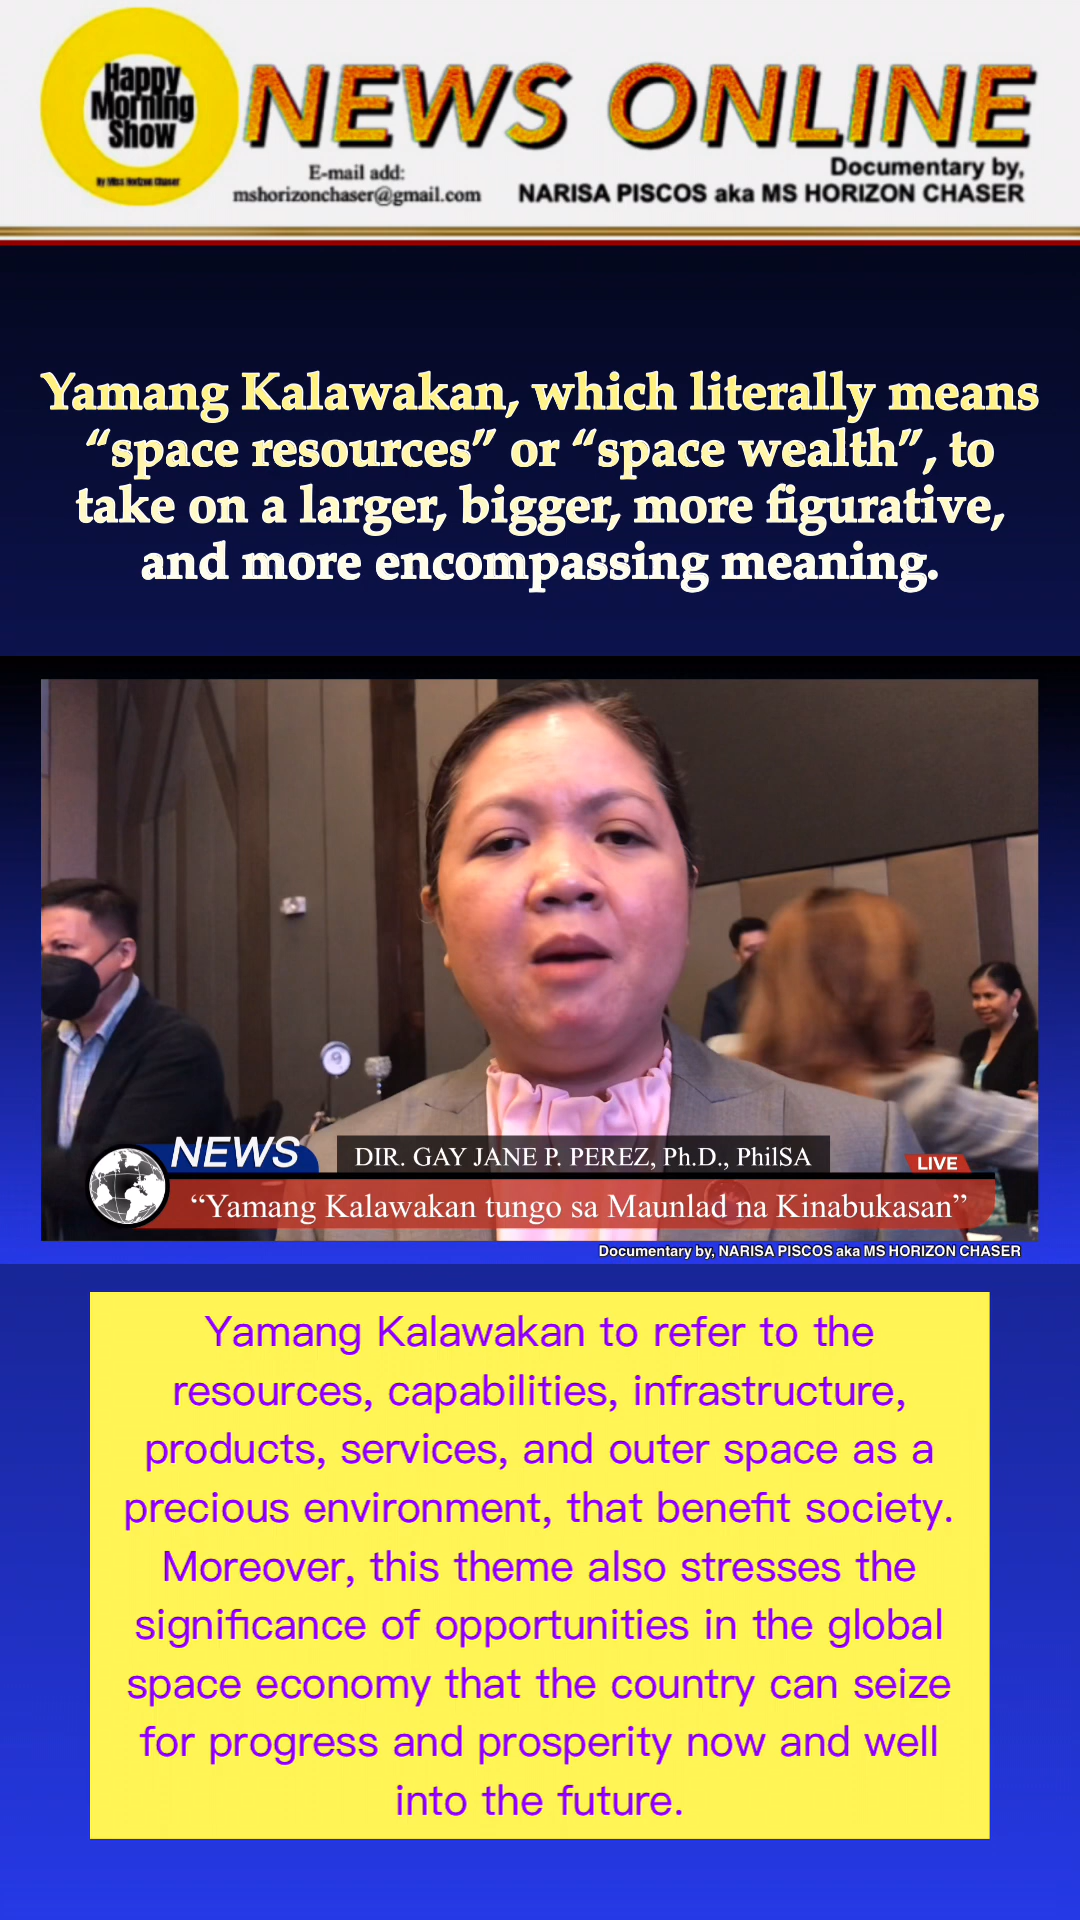 Happy
Morning
Show
By Miss Horizon Chaser
NEWS ONLINE
E-mail add:
mshorizonchaser@gmail.com
Documentary by,
NARISA PISCOS aka MS HORIZON CHASER
Yamang Kalawakan, which literally means
“space resources” or “space wealth”, to
take on a larger, bigger, more figurative,
and more encompassing meaning.
NEWS
DIR. GAY JANE P. PEREZ, Ph.D., PhilSA
LIVE
“Yamang Kalawakan tungo sa Maunlad na Kinabukasan”
Documentary by, NARISA PISCOS aka MS HORIZON CHASER
Yamang Kalawakan to refer to the
resources, capabilities, infrastructure,
products, services, and outer space as a
precious environment, that benefit society.
Moreover, this theme also stresses the
significance of opportunities in the global
space economy that the country can seize
for progress and prosperity now and well
into the future.